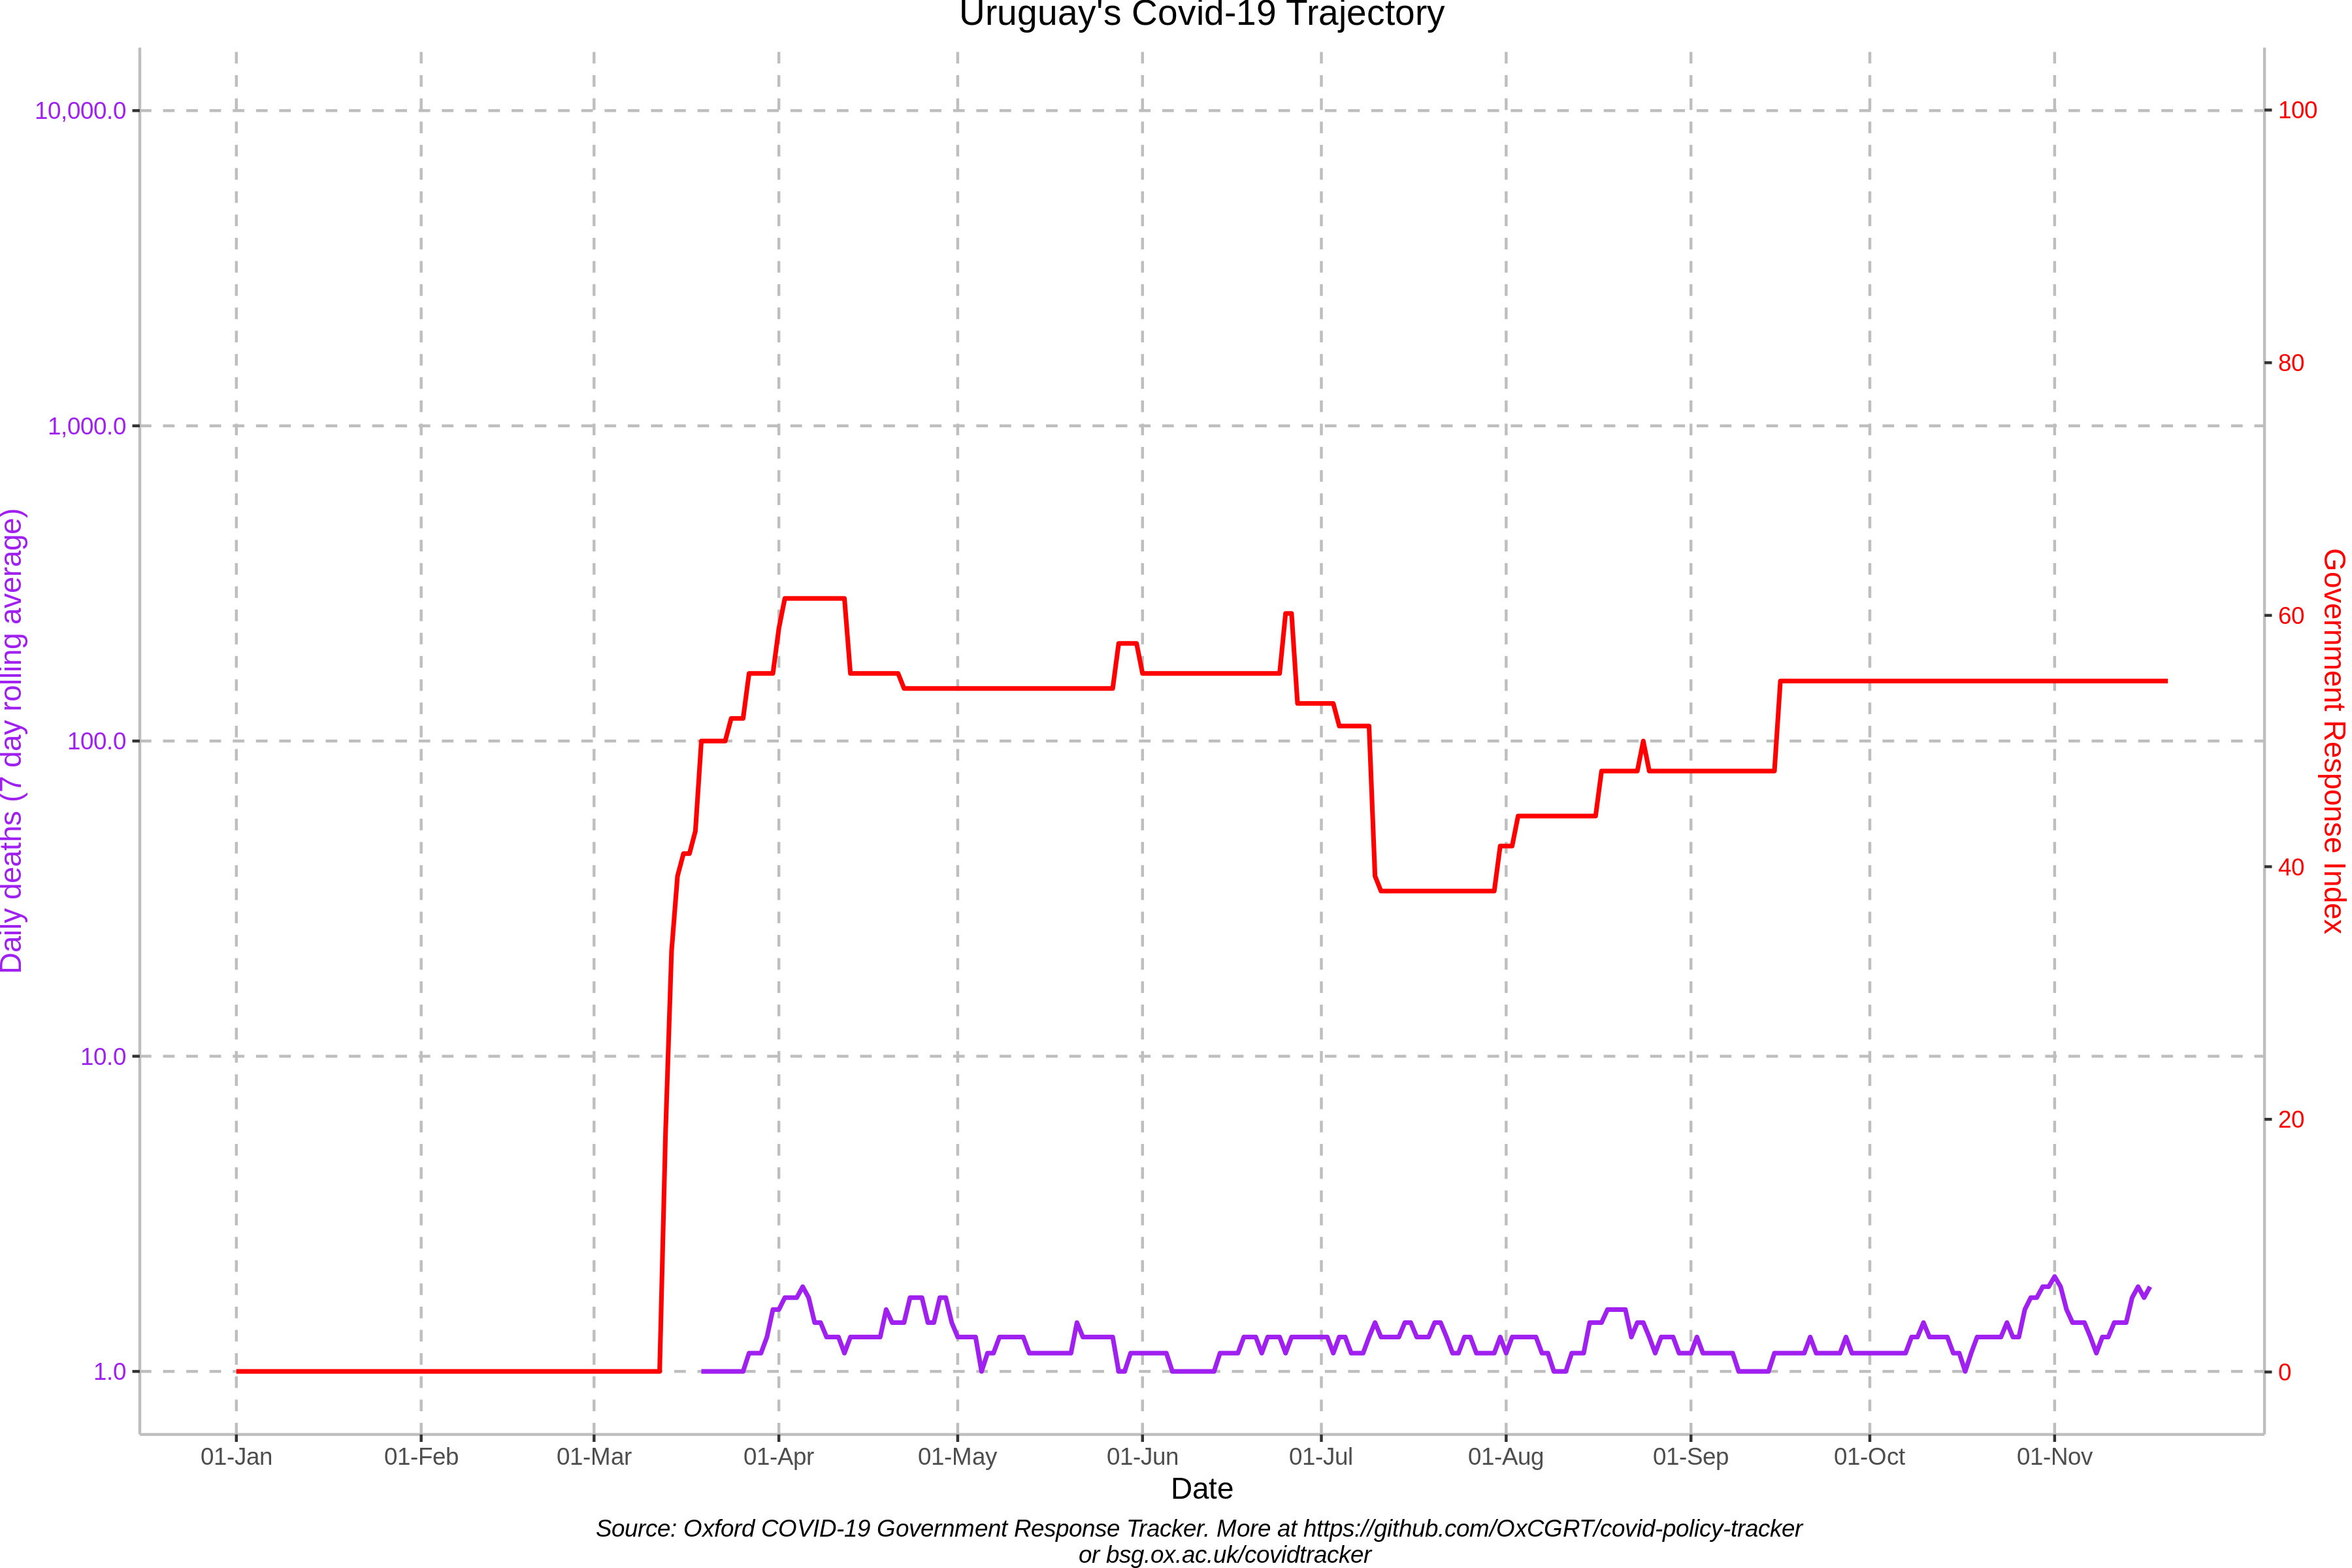 Uruguay's Covid-19 Trajectory
10,000.0
1,000.0
100.0
10.0
1.0
Daily deaths (7 day rolling average)
100
80
60
40
20
0
Government Response Index
01-Jan 01-Feb 01-Mar 01-Apr 01-May 01-Jun 01-Jul 01-Aug 01-Sep 01-Oct 01-Nov
Date
Source: Oxford COVID-19 Government Response Tracker. More at https://github.com/OxCGRT/covid-policy-tracker
or bsg.ox.ac.uk/covidtracker